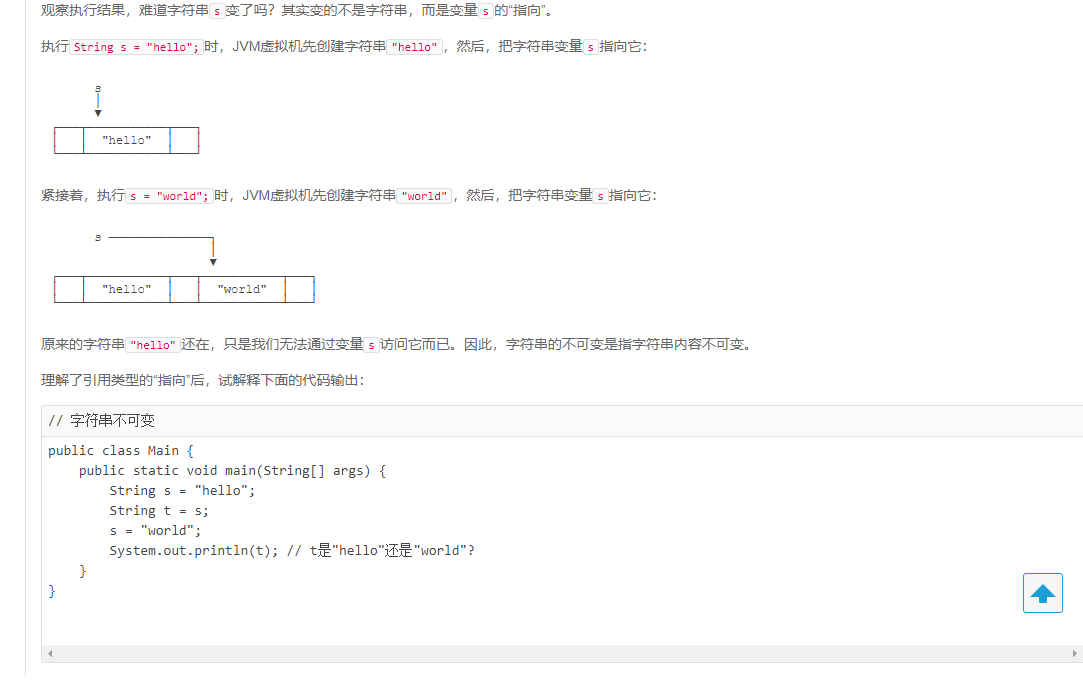 观察执行结果，难道字符串s变了吗？其实变的不是字符串，而是变量s的“指向”。
执行String s = "hello";时，JVM虚拟机先创建字符串"hello"，然后，把字符串变量s指向它：
s
"hello"
紧接着，执行s = "world";时，JVM虚拟机先创建字符串"world"，然后，把字符串变量s指向它：
s
"hello" "world"
原来的字符串"hello"还在，只是我们无法通过变量s访问它而已。因此，字符串的不可变是指字符串内容不可变。
理解了引用类型的“指向”后，试解释下面的代码输出：
// 字符串不可变
public class Main {
    public static void main(String[] args) {
        String s = "hello";
        String t = s;
        s = "world";
        System.out.println(t); // t是"hello"还是"world"?
    }
}